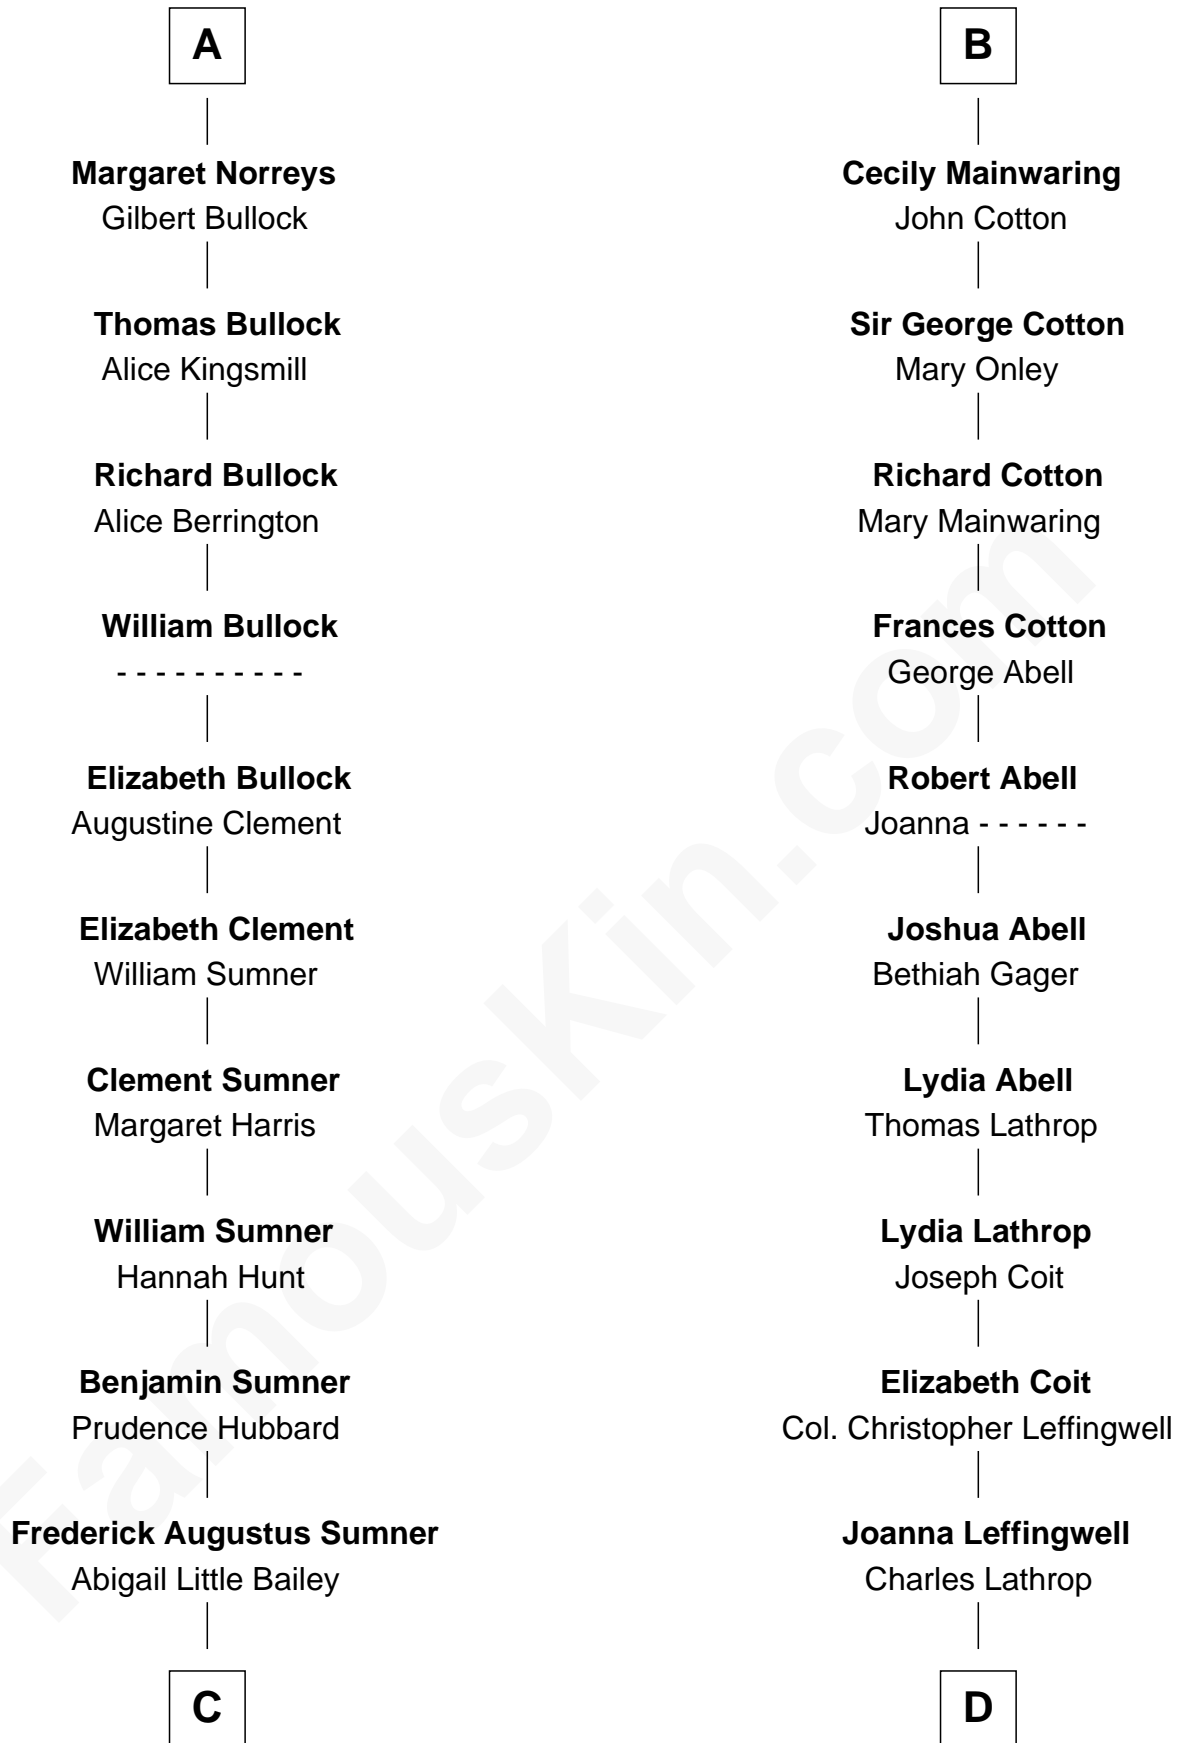 A
Margaret Norreys
Gilbert Bullock
Thomas Bullock
Alice Kingsmill
Richard Bullock
Alice Berrington
William Bullock
- - - - - - - - - -
Elizabeth Bullock
Augustine Clement
Elizabeth Clement
William Sumner
Clement Sumner
Margaret Harris
William Sumner
Hannah Hunt
Benjamin Sumner
Prudence Hubbard
Frederick Augustus Sumner
Abigail Little Bailey
C
B
Cecily Mainwaring
John Cotton
Sir George Cotton
Mary Onley
Richard Cotton
Mary Mainwaring
Frances Cotton
George Abell
Robert Abell
Joanna - - - - - -
Joshua Abell
Bethiah Gager
Lydia Abell
Thomas Lathrop
Lydia Lathrop
Joseph Coit
Elizabeth Coit
Col. Christopher Leffingwell
Joanna Leffingwell
Charles Lathrop
D
FamousKin.com